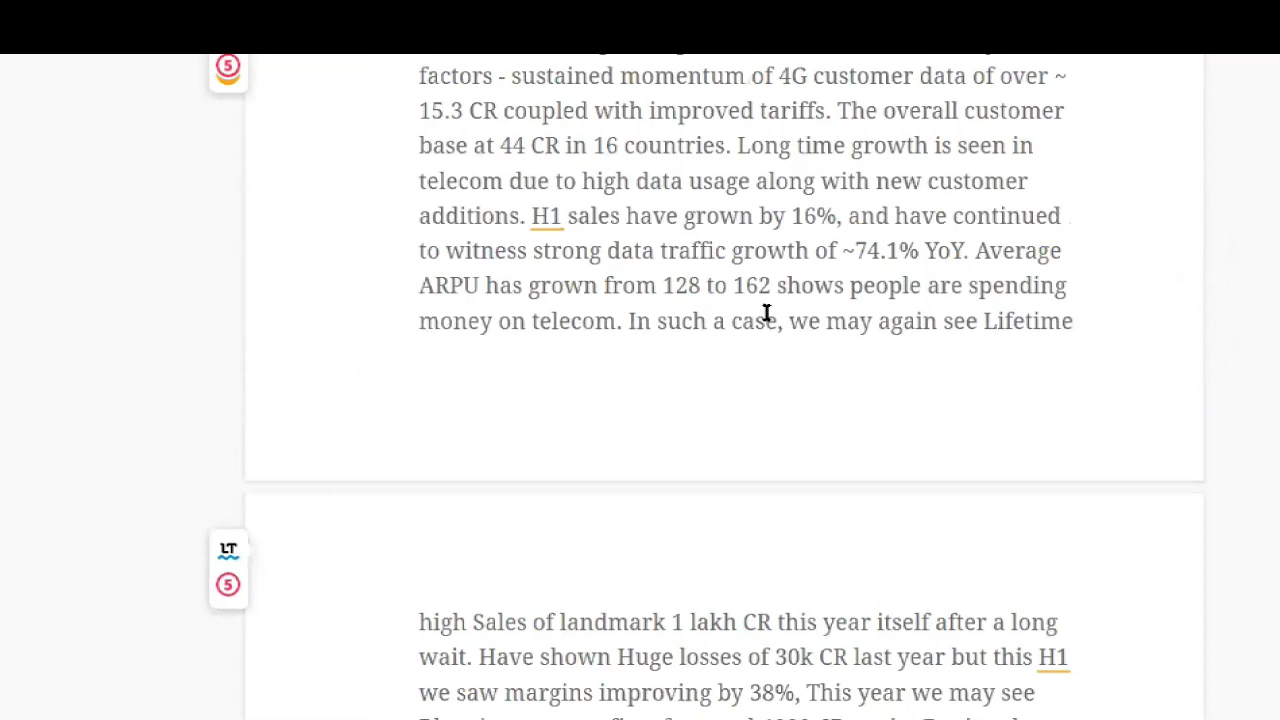 5
factors - sustained momentum of 4G customer data of over ~
15.3 CR coupled with improved tariffs. The overall customer
base at 44 CR in 16 countries. Long time growth is seen in
telecom due to high data usage along with new customer
additions. H1 sales have grown by 16%, and have continued
to witness strong data traffic growth of ~74.1% YoY. Average
ARPU has grown from 128 to 162 shows people are spending
money on telecom. In such a case, we may again see Lifetime
LT
5
high Sales of landmark 1 lakh CR this year itself after a long
wait. Have shown Huge losses of 30k CR last year but this H1
we saw margins improving by 38%, This year we may see